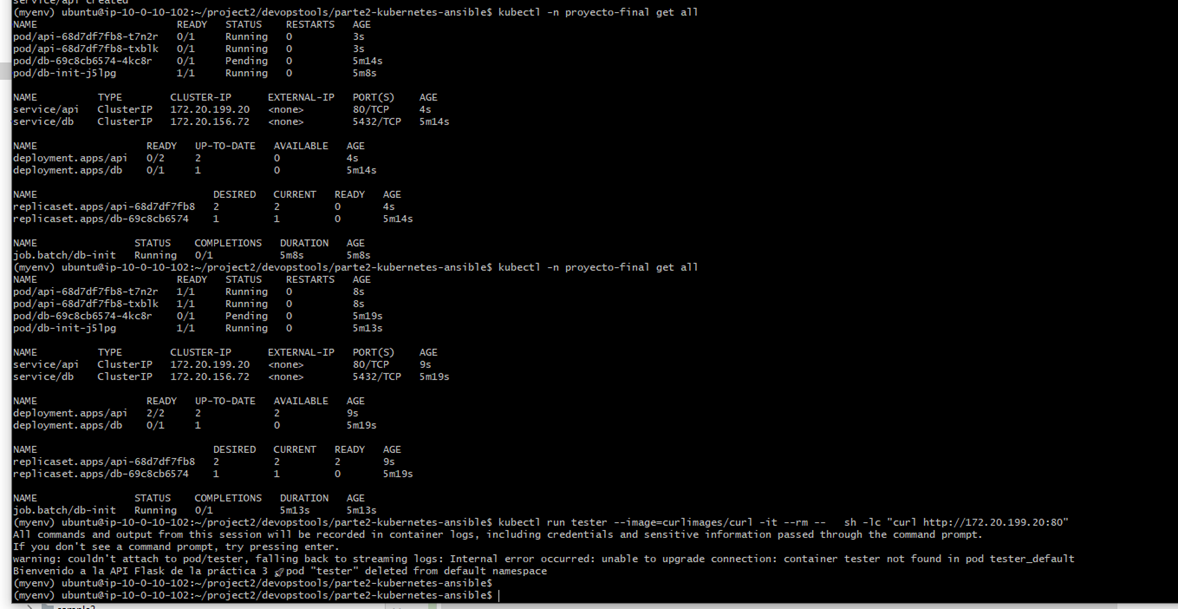 service/api created
(myenv) ubuntu@ip-10-0-10-102:~/project2/devopstools/parte2-kubernetes-ansible$ kubectl -n proyecto-final get all
NAME READY STATUS RESTARTS AGE
pod/api-68d7df7fb8-t7n2r 0/1 Running 0 3s
pod/api-68d7df7fb8-txblk 0/1 Running 0 3s
pod/db-69c8cb6574-4kc8r 0/1 Pending 0 5m14s
pod/db-init-j5lpg 1/1 Running 0 5m8s
NAME TYPE CLUSTER-IP EXTERNAL-IP PORT(S) AGE
service/api ClusterIP 172.20.199.20 <none> 80/TCP 4s
service/db ClusterIP 172.20.156.72 <none> 5432/TCP 5m14s
NAME READY UP-TO-DATE AVAILABLE AGE
deployment.apps/api 0/2 2 0 4s
deployment.apps/db 0/1 1 0 5m14s
NAME DESIRED CURRENT READY AGE
replicaset.apps/api-68d7df7fb8 2 2 0 4s
replicaset.apps/db-69c8cb6574 1 1 0 5m14s
NAME STATUS COMPLETIONS DURATION AGE
job.batch/db-init Running 0/1 5m8s 5m8s
(myenv) ubuntu@ip-10-0-10-102:~/project2/devopstools/parte2-kubernetes-ansible$ kubectl -n proyecto-final get all
NAME READY STATUS RESTARTS AGE
pod/api-68d7df7fb8-t7n2r 1/1 Running 0 8s
pod/api-68d7df7fb8-txblk 1/1 Running 0 8s
pod/db-69c8cb6574-4kc8r 0/1 Pending 0 5m19s
pod/db-init-j5lpg 1/1 Running 0 5m13s
NAME TYPE CLUSTER-IP EXTERNAL-IP PORT(S) AGE
service/api ClusterIP 172.20.199.20 <none> 80/TCP 9s
service/db ClusterIP 172.20.156.72 <none> 5432/TCP 5m19s
NAME READY UP-TO-DATE AVAILABLE AGE
deployment.apps/api 2/2 2 2 9s
deployment.apps/db 0/1 1 0 5m19s
NAME DESIRED CURRENT READY AGE
replicaset.apps/api-68d7df7fb8 2 2 2 9s
replicaset.apps/db-69c8cb6574 1 1 0 5m19s
NAME STATUS COMPLETIONS DURATION AGE
job.batch/db-init Running 0/1 5m13s 5m13s
(myenv) ubuntu@ip-10-0-10-102:~/project2/devopstools/parte2-kubernetes-ansible$ kubectl run tester --image=curlimages/curl -it --rm -- sh -lc "curl http://172.20.199.20:80"
All commands and output from this session will be recorded in container logs, including credentials and sensitive information passed through the command prompt.
If you don't see a command prompt, try pressing enter.
warning: couldn't attach to pod/tester, falling back to streaming logs: Internal error occurred: unable to upgrade connection: container tester not found in pod tester_default
Bienvenido a la API Flask de la práctica 3 🚀 pod "tester" deleted from default namespace
(myenv) ubuntu@ip-10-0-10-102:~/project2/devopstools/parte2-kubernetes-ansible$
(myenv) ubuntu@ip-10-0-10-102:~/project2/devopstools/parte2-kubernetes-ansible$